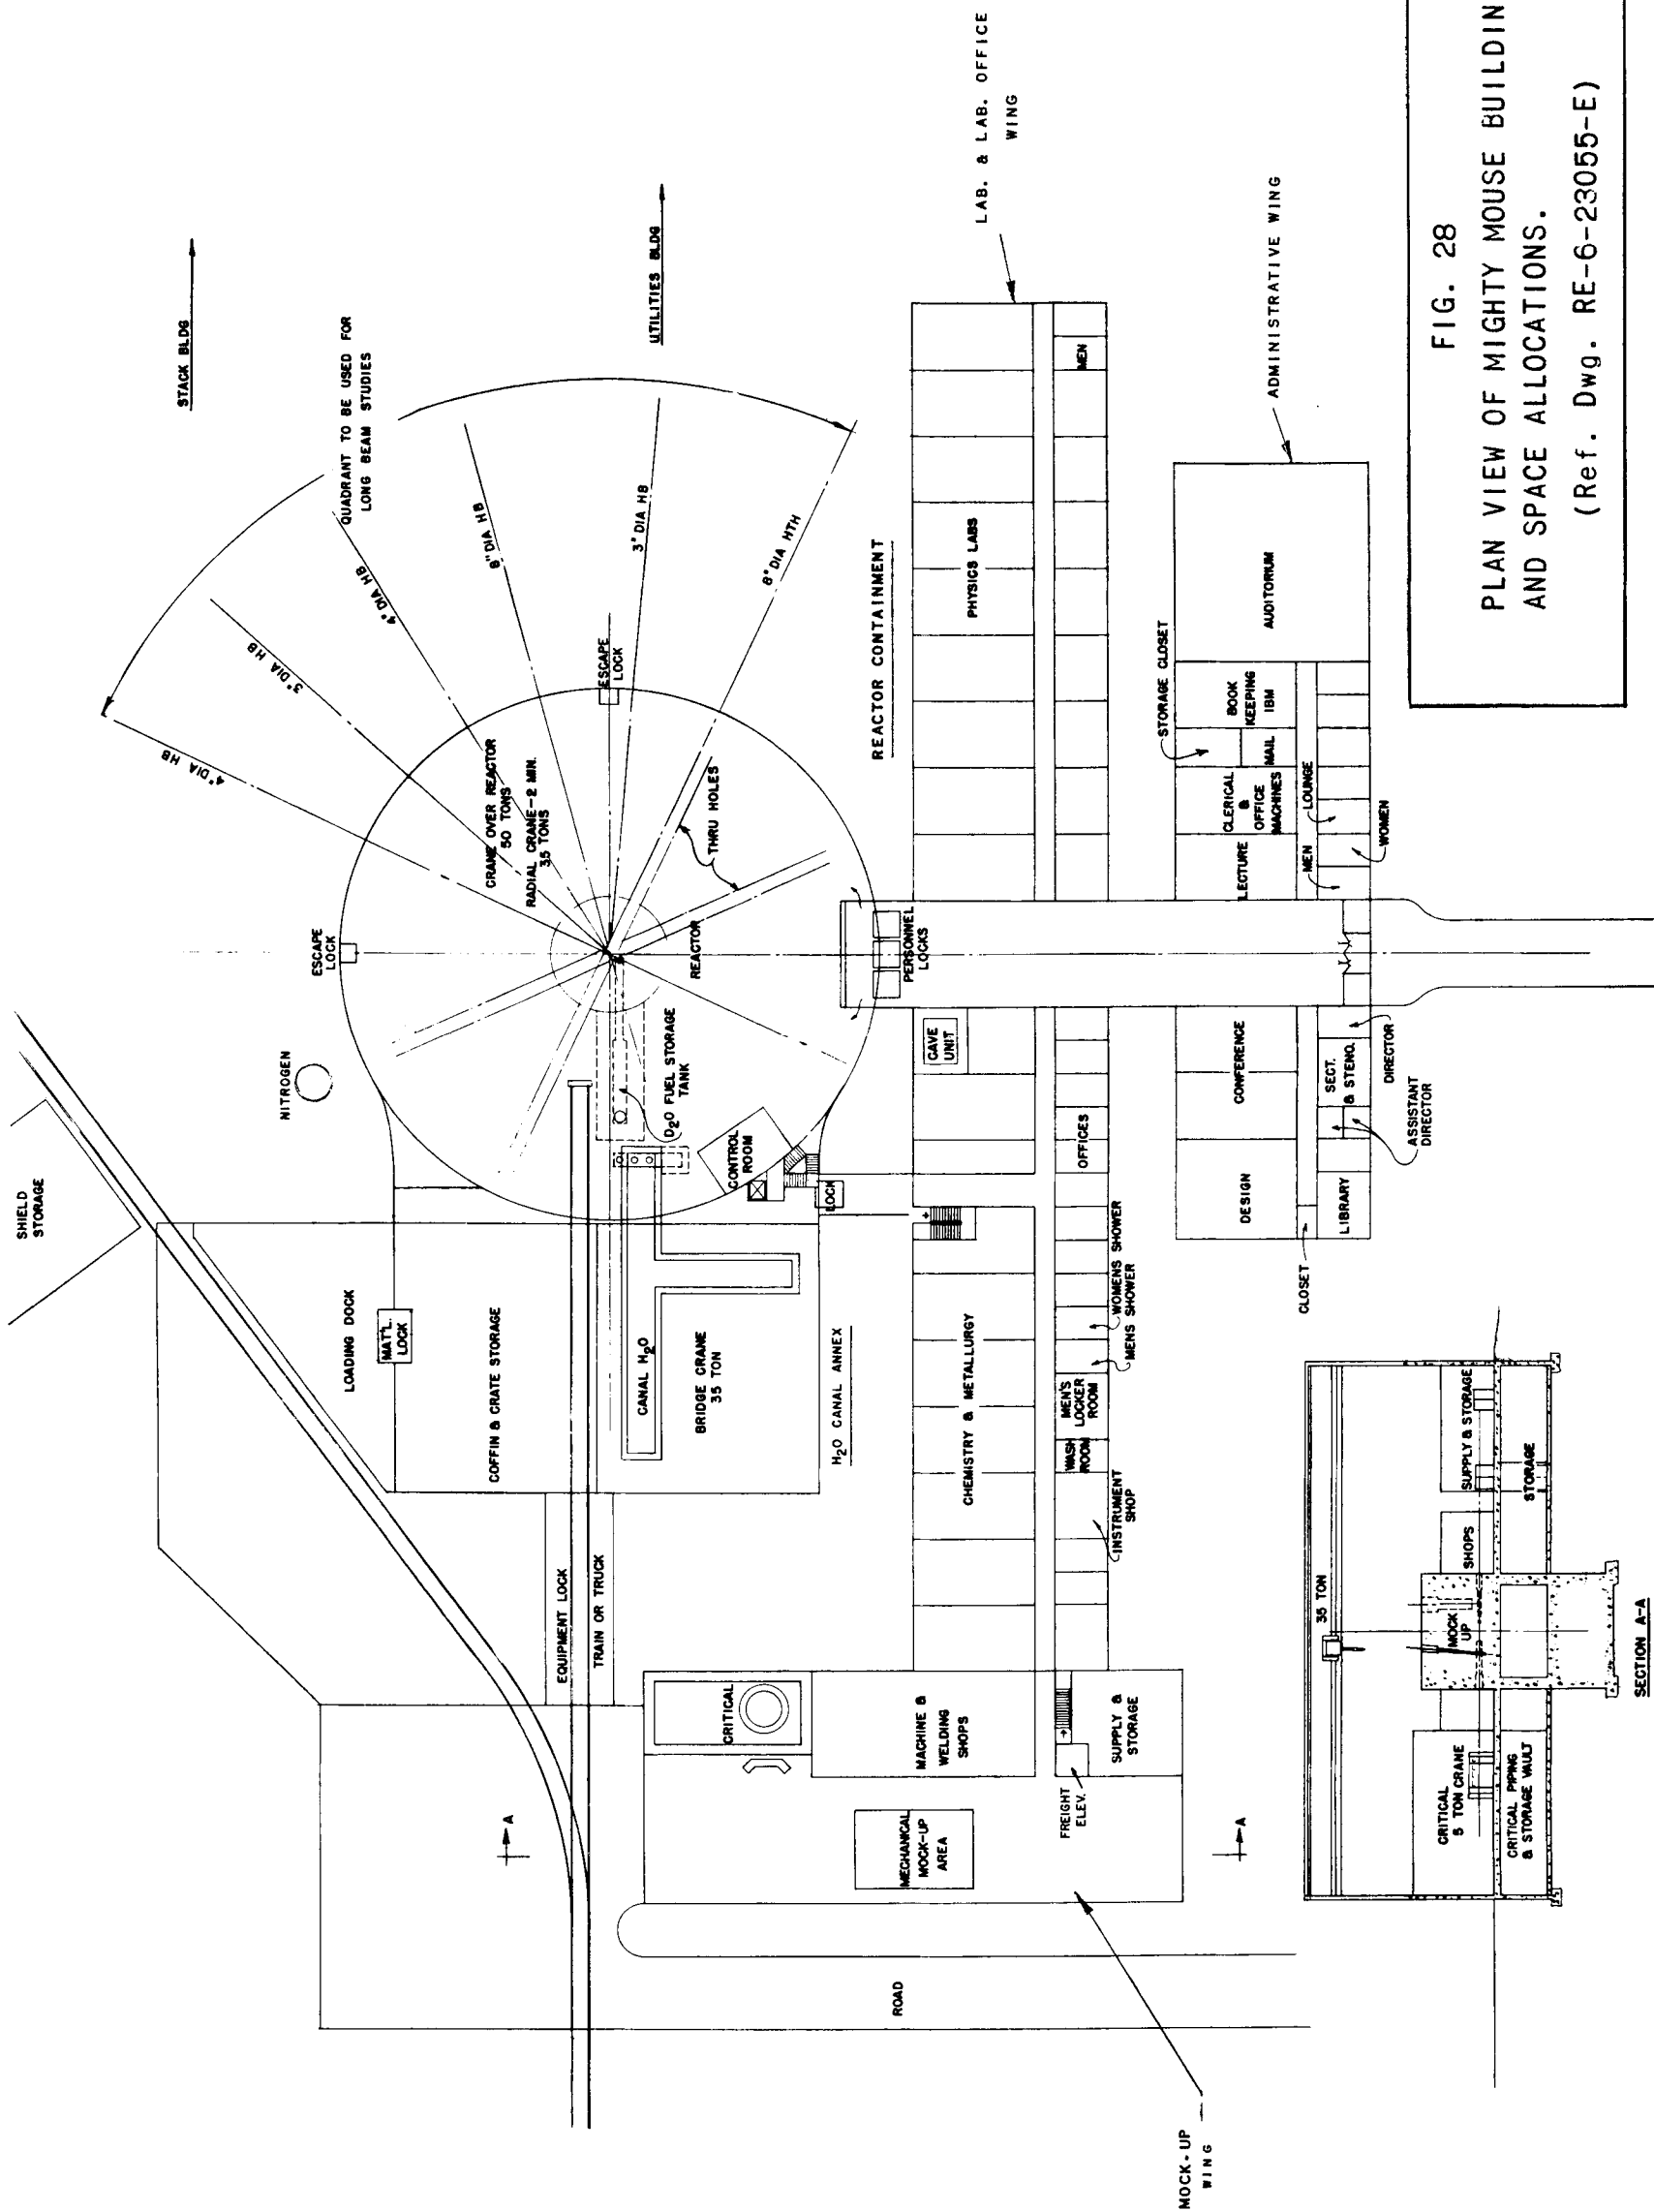 STACK BLDG
UTILITIES BLDG
QUADRANT TO BE USED FOR
LONG BEAM STUDIES
4" DIA HB
3" DIA HB
4" DIA HB
8" DIA HB
3" DIA HB
8" DIA HTH
ESCAPE
LOCK
ESCAPE
LOCK
CRANE OVER REACTOR
50 TONS
RADIAL CRANE-2 MIN.
35 TONS
THRU HOLES
REACTOR
PERSONNEL
LOCKS
D2O FUEL STORAGE
TANK
CONTROL
ROOM
LOCK
NITROGEN
SHIELD
STORAGE
LOADING DOCK
MAT'L.
LOCK
COFFIN & CRATE STORAGE
CANAL H2O
BRIDGE CRANE
35 TON
H2O CANAL ANNEX
REACTOR CONTAINMENT
EQUIPMENT LOCK
TRAIN OR TRUCK
LAB. & LAB. OFFICE
WING
PHYSICS LABS
MEN
CAVE
UNIT
OFFICES
CHEMISTRY & METALLURGY
WOMENS SHOWER
MENS SHOWER
MEN'S
LOCKER
ROOM
WASH
ROOM
INSTRUMENT
SHOP
ADMINISTRATIVE WING
AUDITORIUM
STORAGE CLOSET
BOOK
KEEPING
IBM
MAIL
CLERICAL
&
OFFICE
MACHINES
LECTURE
LOUNGE
MEN
WOMEN
CONFERENCE
DESIGN
SECT.
& STENO.
DIRECTOR
ASSISTANT
DIRECTOR
LIBRARY
CLOSET
CRITICAL
MACHINE &
WELDING
SHOPS
SUPPLY &
STORAGE
FREIGHT
ELEV.
MECHANICAL
MOCK-UP
AREA
A
A
ROAD
MOCK-UP
WING
35 TON
SUPPLY & STORAGE
SHOPS
STORAGE
MOCK
UP
CRITICAL
5 TON CRANE
CRITICAL PIPING
& STORAGE VAULT
SECTION A-A
FIG. 28
PLAN VIEW OF MIGHTY MOUSE BUILDIN
AND SPACE ALLOCATIONS.
(Ref. Dwg. RE-6-23055-E)